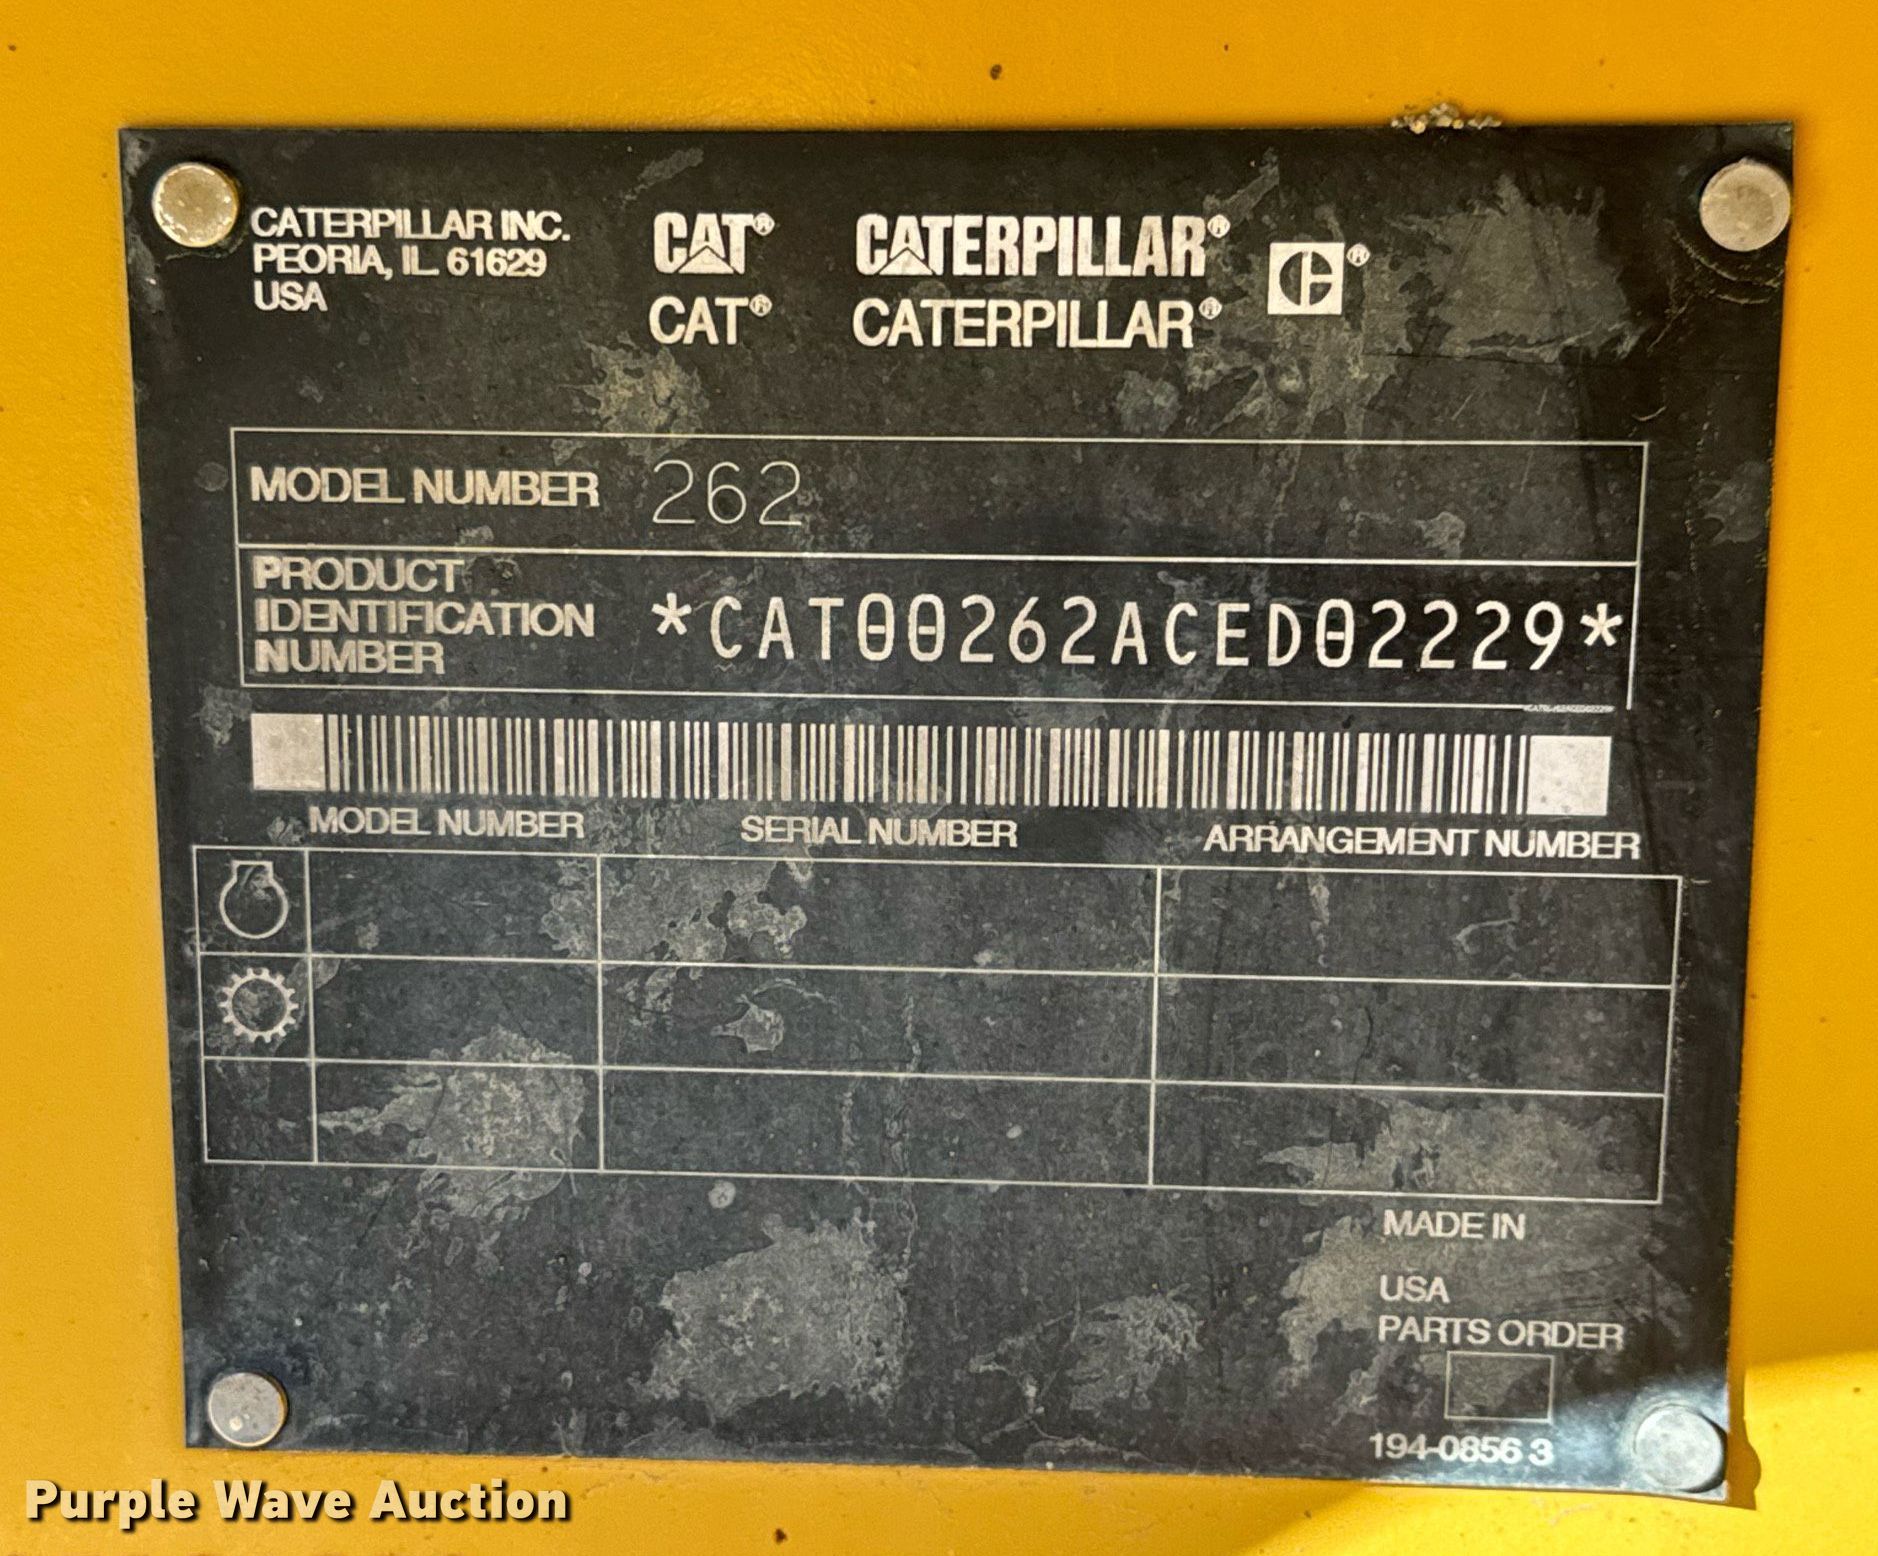 CATERPILLAR INC.
PEORIA, IL 61629
USA
CAT® CATERPILLAR®
CAT® CATERPILLAR® ®
MODEL NUMBER 262
PRODUCT
IDENTIFICATION
NUMBER
*CAT00262ACED02229*
MODEL NUMBER SERIAL NUMBER ARRANGEMENT NUMBER
MADE IN
USA
PARTS ORDER
194-0856 3
Purple Wave Auction